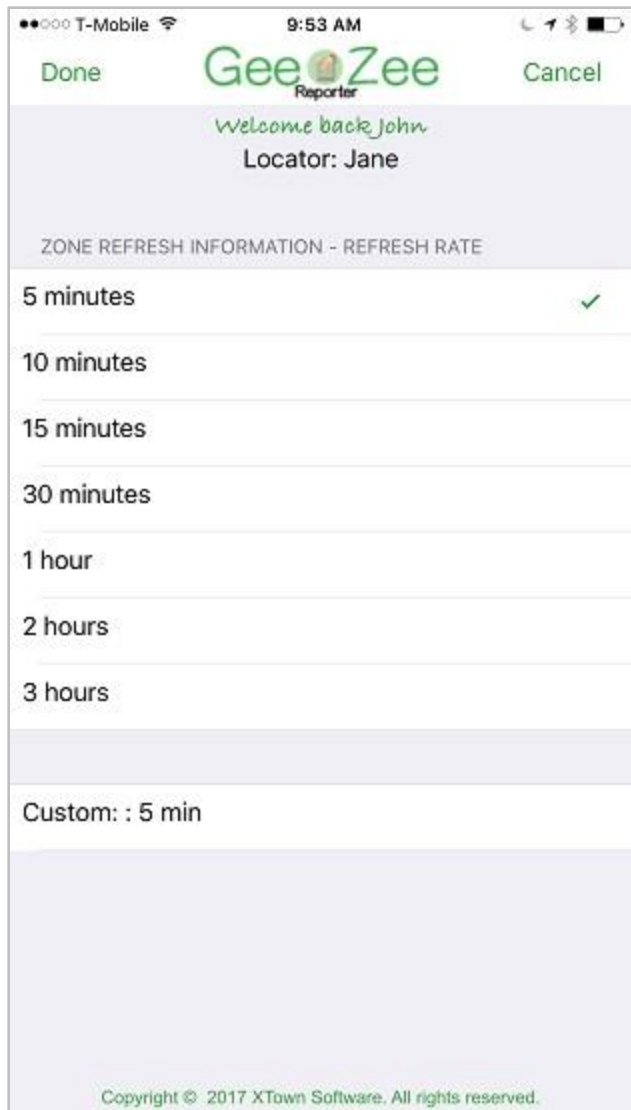 T-Mobile 9:53 AM
Done GeeZee Cancel
Reporter
Welcome back John
Locator: Jane
ZONE REFRESH INFORMATION - REFRESH RATE
5 minutes
10 minutes
15 minutes
30 minutes
1 hour
2 hours
3 hours
Custom: : 5 min
Copyright © 2017 XTown Software. All rights reserved.